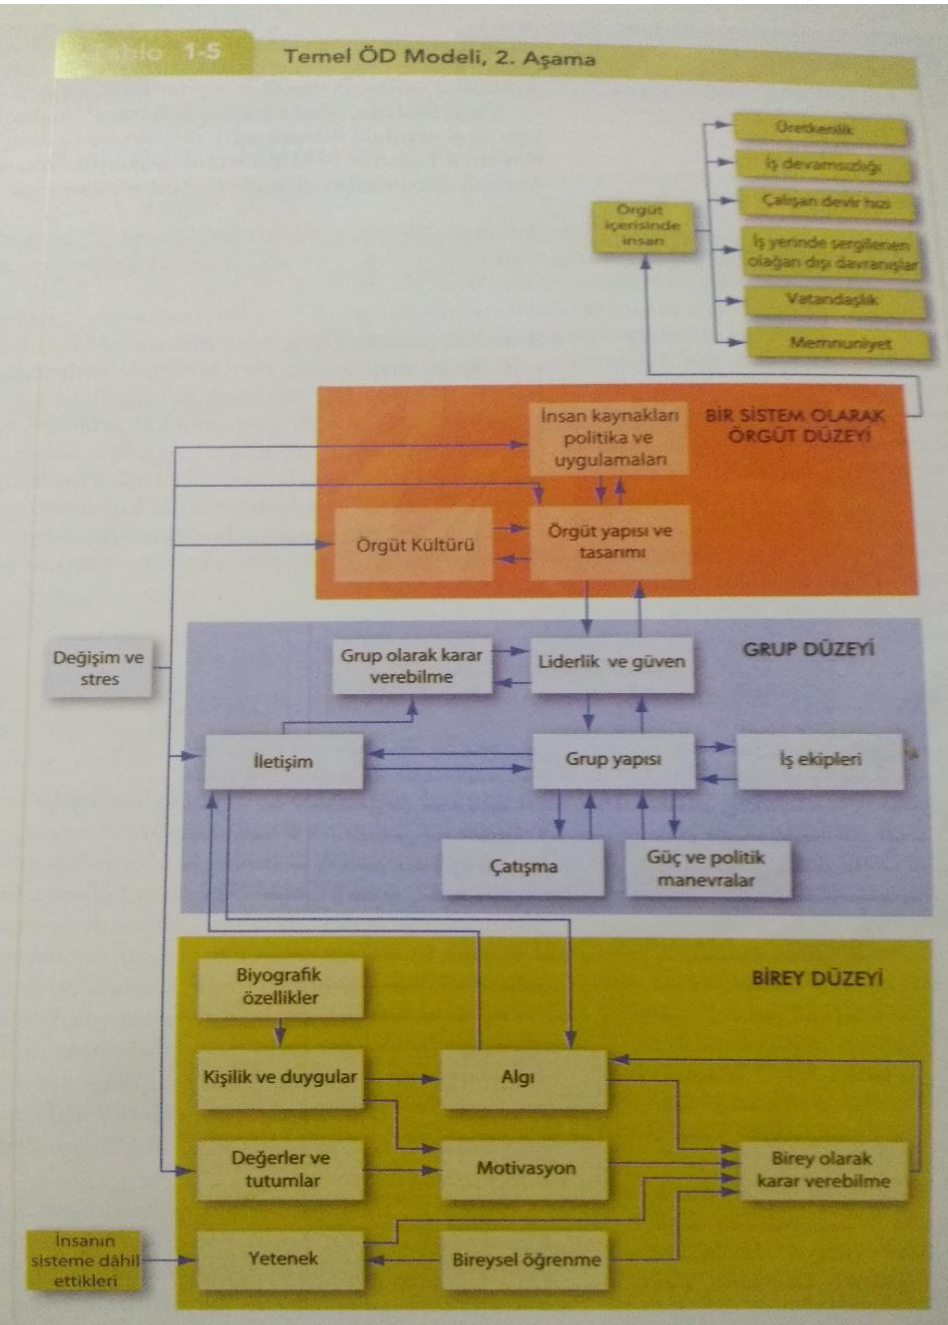 Tablo 1-5
Temel ÖD Modeli, 2. Aşama
Üretkenlik
İş devamsızlığı
Çalışan devir hızı
Örgüt
içerisinde
insan
İş yerinde sergilenen
olağan dışı davranışlar
Vatandaşlık
Memnuniyet
BİR SİSTEM OLARAK
ÖRGÜT DÜZEYİ
İnsan kaynakları
politika ve
uygulamaları
Örgüt Kültürü
Örgüt yapısı ve
tasarımı
Değişim ve
stres
GRUP DÜZEYİ
Grup olarak karar
verebilme
Liderlik ve güven
İletişim
Grup yapısı
İş ekipleri
Çatışma
Güç ve politik
manevralar
BİREY DÜZEYİ
Biyografik
özellikler
Kişilik ve duygular
Algı
Değerler ve
tutumlar
Motivasyon
Birey olarak
karar verebilme
İnsanın
sisteme dâhil
ettikleri
Yetenek
Bireysel öğrenme